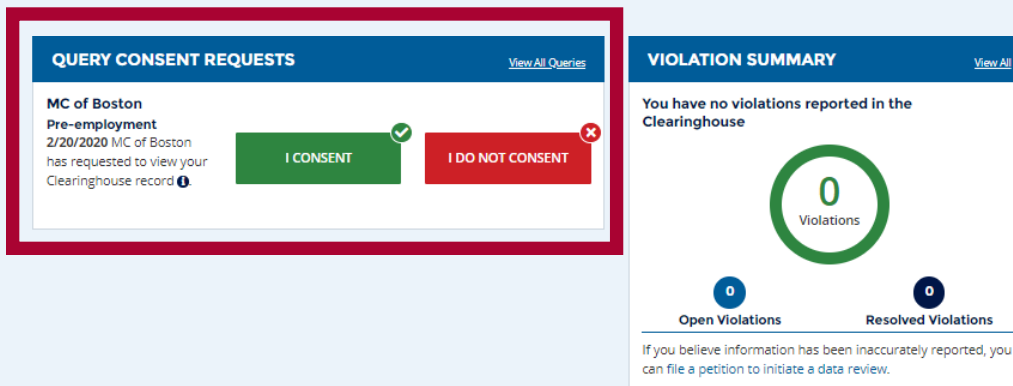 QUERY CONSENT REQUESTS
View All Queries
MC of Boston
Pre-employment
2/20/2020 MC of Boston
has requested to view your
Clearinghouse record i.
I CONSENT
I DO NOT CONSENT
VIOLATION SUMMARY
View All
You have no violations reported in the
Clearinghouse
0
Violations
0
Open Violations
0
Resolved Violations
If you believe information has been inaccurately reported, you
can file a petition to initiate a data review.